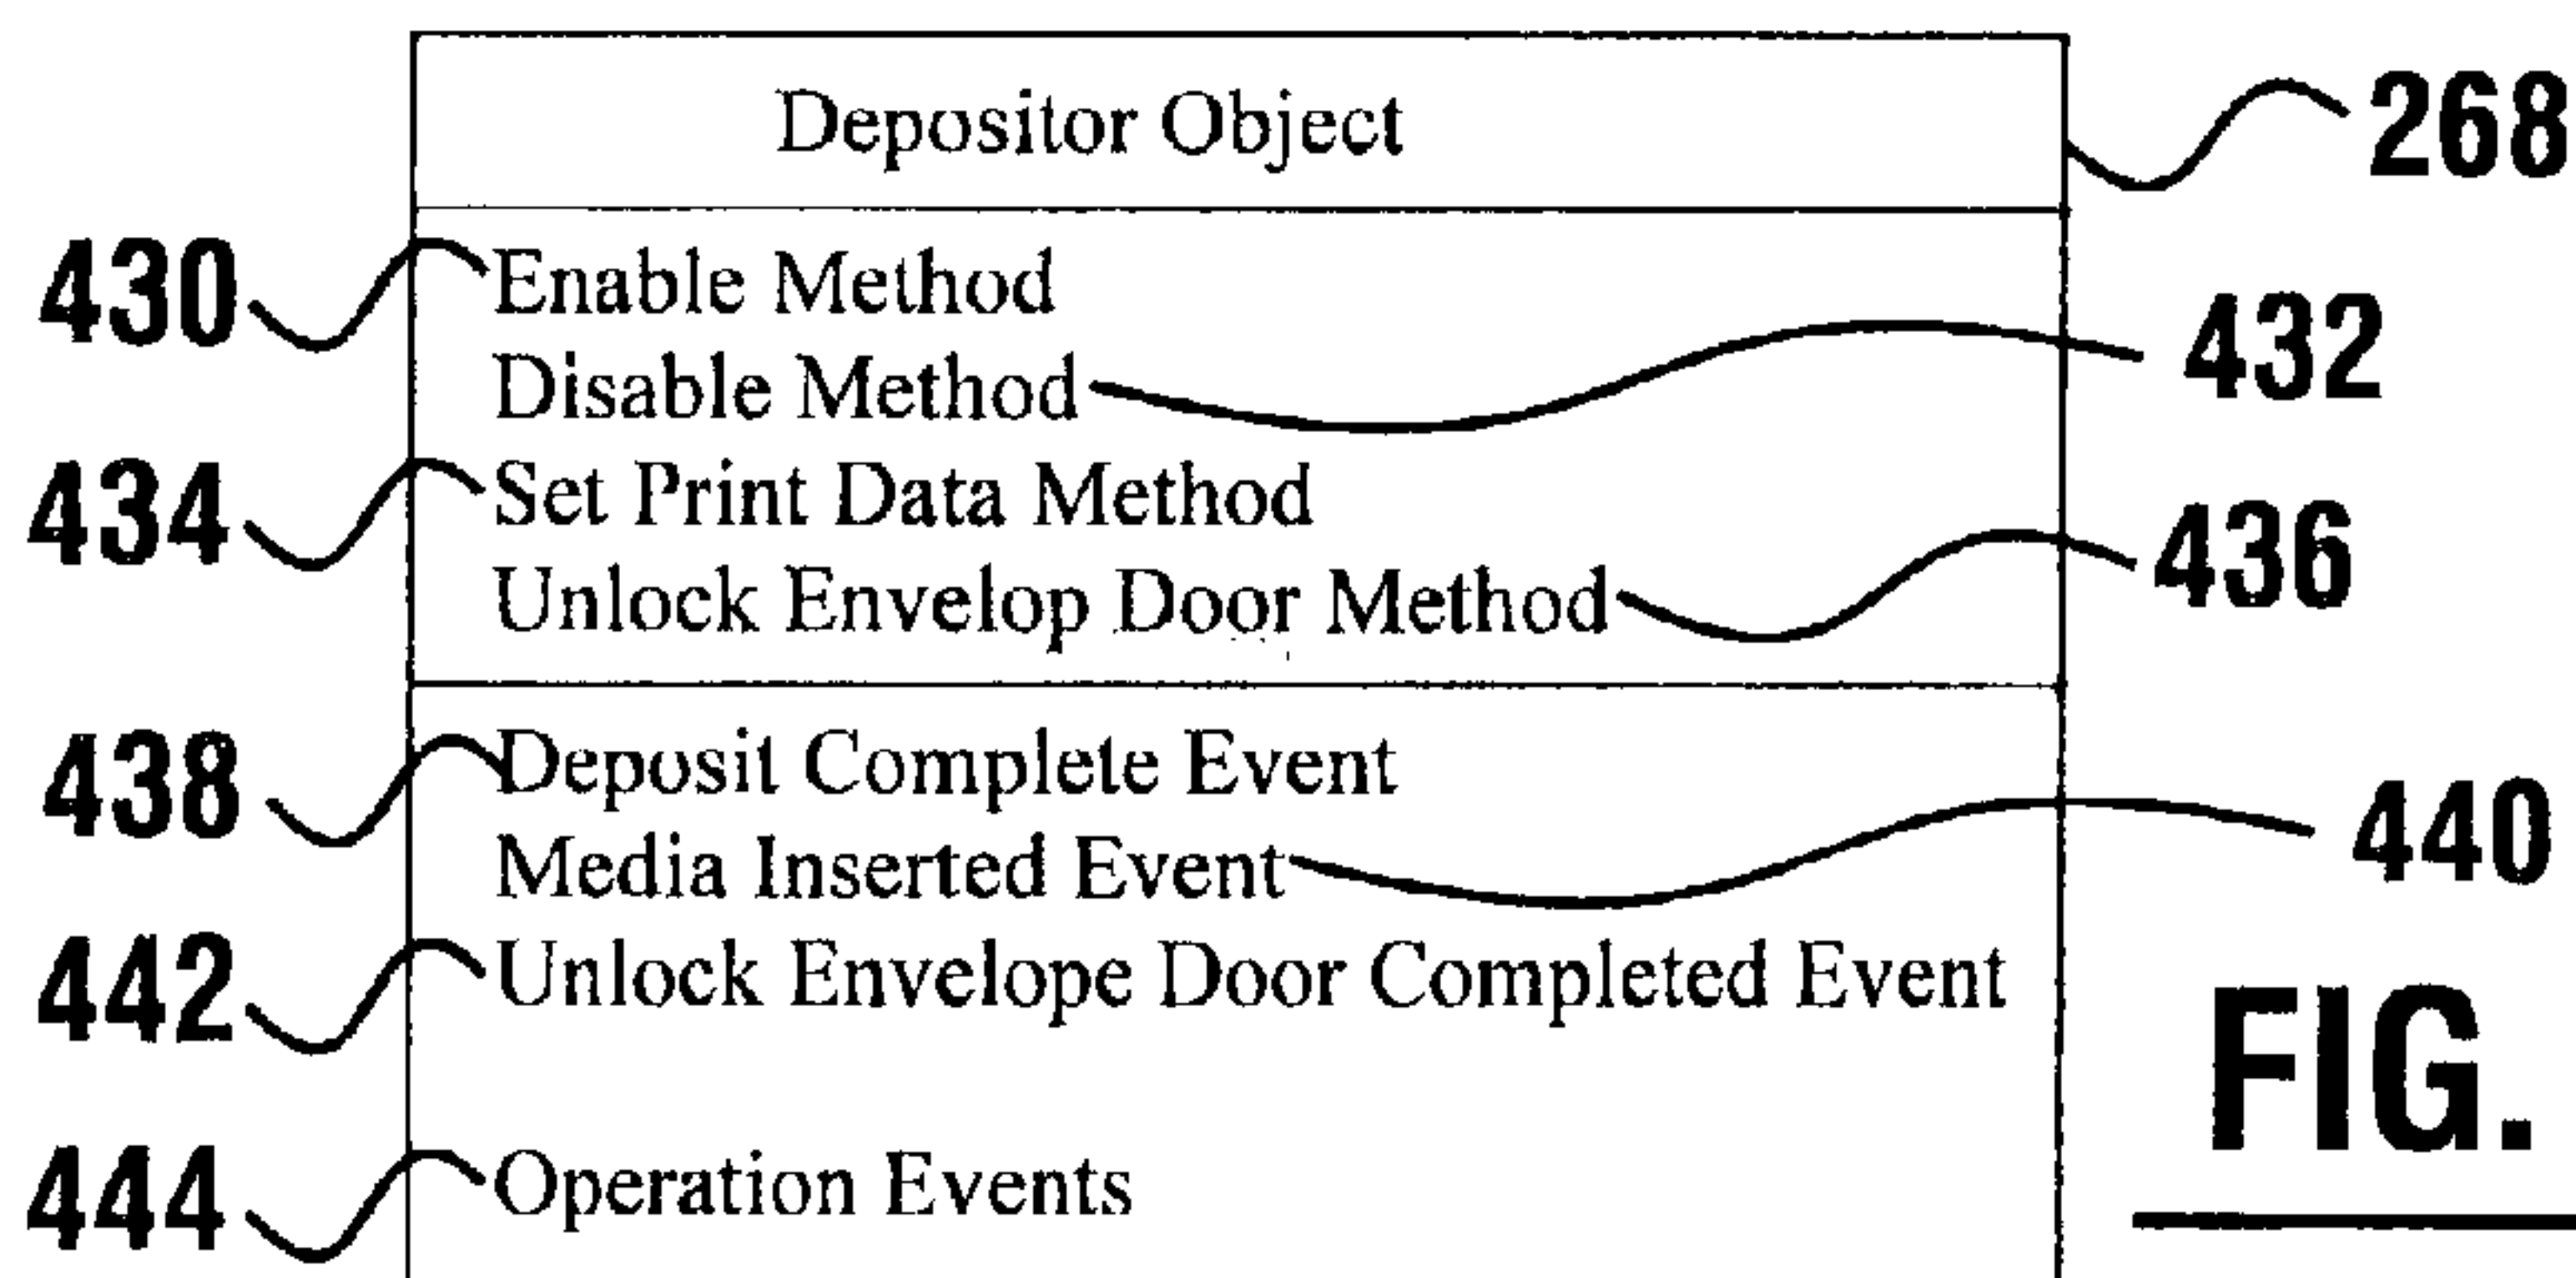 Depositor Object 268
430 Enable Method
Disable Method 432
434 Set Print Data Method
Unlock Envelop Door Method 436
438 Deposit Complete Event
Media Inserted Event 440
442 Unlock Envelope Door Completed Event
FIG.
444 Operation Events